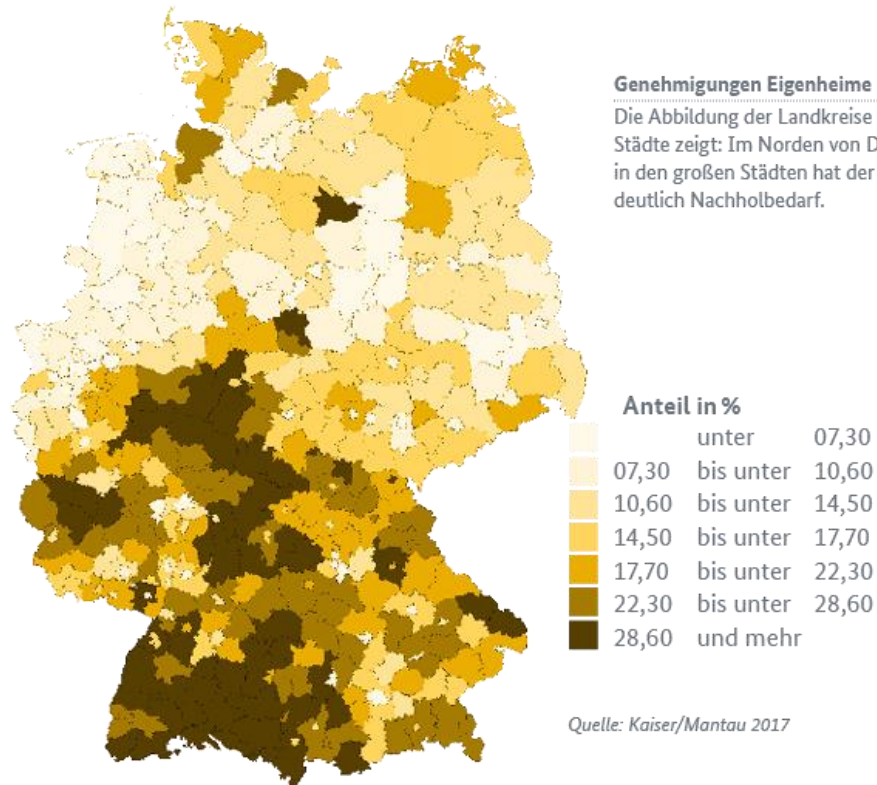 Genehmigungen Eigenheime
Die Abbildung der Landkreise
Städte zeigt: Im Norden von D
in den großen Städten hat der
deutlich Nachholbedarf.
Anteil in %
unter 07,30
07,30 bis unter 10,60
10,60 bis unter 14,50
14,50 bis unter 17,70
17,70 bis unter 22,30
22,30 bis unter 28,60
28,60 und mehr
Quelle: Kaiser/Mantau 2017